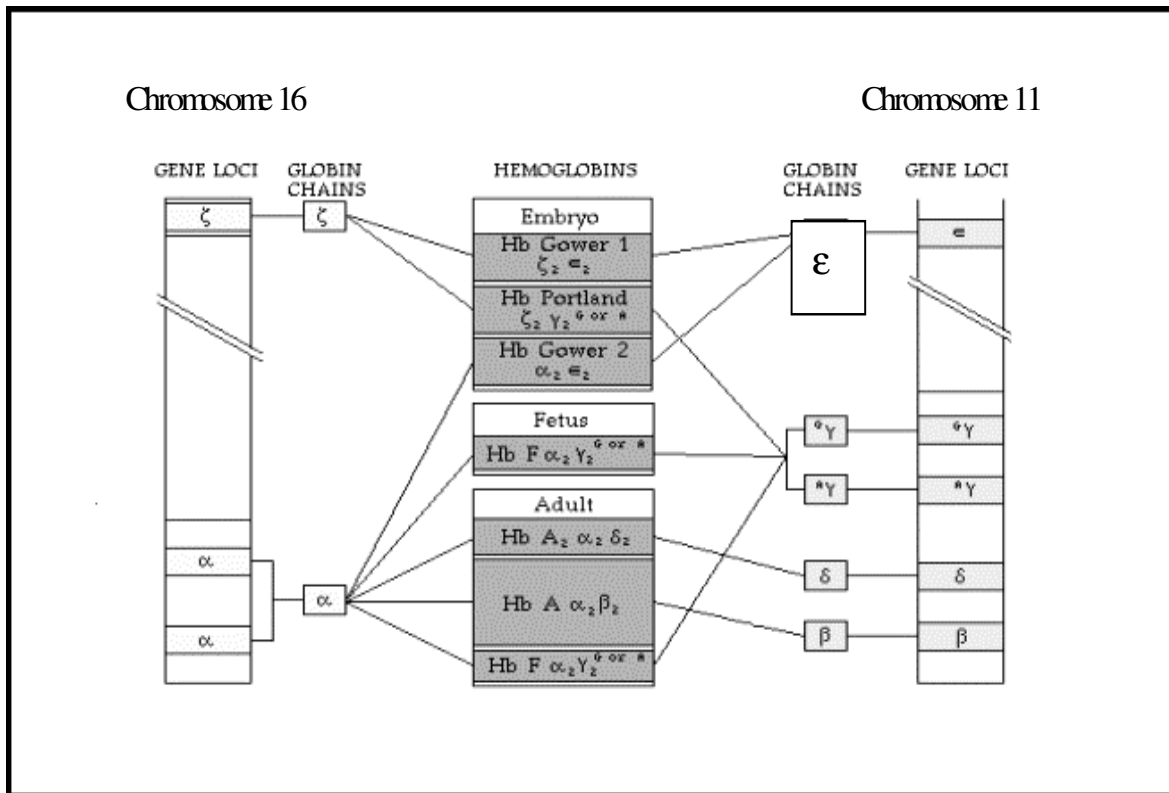 Chromosome 16
Chromosome 11
GENE LOCI
GLOBIN
CHAINS
HEMOGLOBINS
GLOBIN
CHAINS
GENE LOCI
ζ
ζ
Embryo
Hb Gower 1
ζ₂ ∊₂
Hb Portland
ζ₂ γ₂ ᴳ ᵒʳ ᴬ
Hb Gower 2
α₂ ∊₂
ε
∊
Fetus
Hb F α₂ γ₂ ᴳ ᵒʳ ᴬ
ᴳγ
ᴳγ
ᴬγ
ᴬγ
Adult
Hb A₂ α₂ δ₂
Hb A α₂β₂
Hb F α₂γ₂ ᴳ ᵒʳ ᴬ
α
α
α
δ
δ
β
β